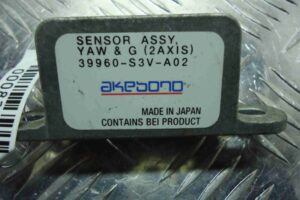 SENSOR ASSY,
YAW & G (2AXIS)
39960-S3V-A02
akebono
MADE IN JAPAN
CONTAINS BEI PRODUCT